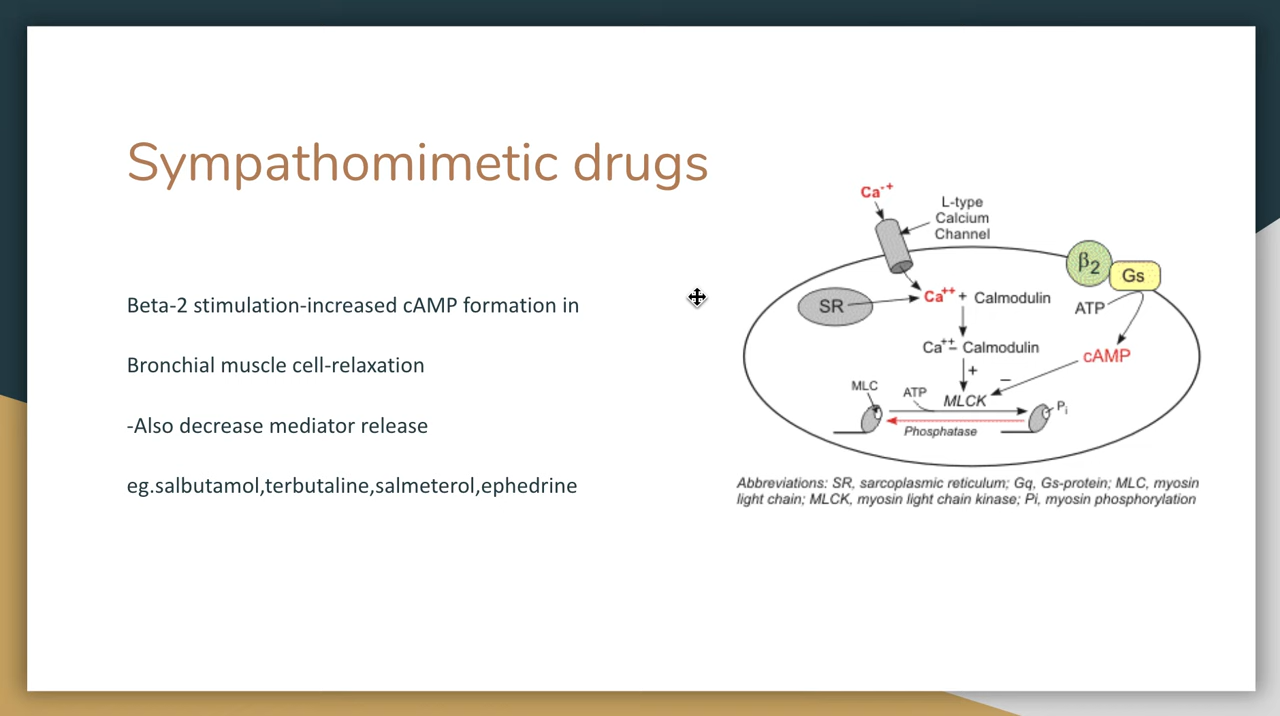 Sympathomimetic drugs
Beta-2 stimulation-increased cAMP formation in
Bronchial muscle cell-relaxation
-Also decrease mediator release
eg.salbutamol,terbutaline,salmeterol,ephedrine
Ca++
L-type
Calcium
Channel
β2
Gs
SR
Ca++ + Calmodulin
ATP
Ca++ – Calmodulin
cAMP
+
–
MLC
ATP
MLCK
Pi
Phosphatase
Abbreviations: SR, sarcoplasmic reticulum; Gq, Gs-protein; MLC, myosin
light chain; MLCK, myosin light chain kinase; Pi, myosin phosphorylation